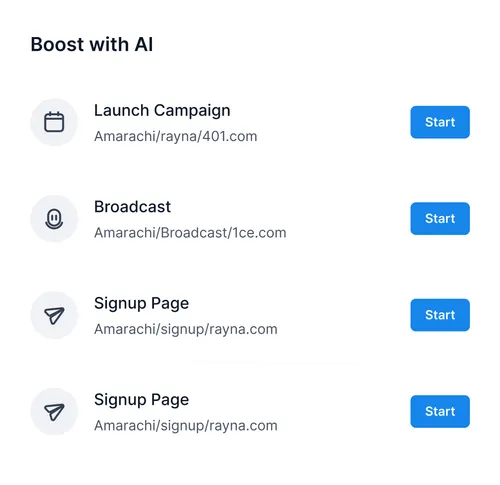 Boost with AI
Launch Campaign
Amarachi/rayna/401.com
Start
Broadcast
Amarachi/Broadcast/1ce.com
Start
Signup Page
Amarachi/signup/rayna.com
Start
Signup Page
Amarachi/signup/rayna.com
Start